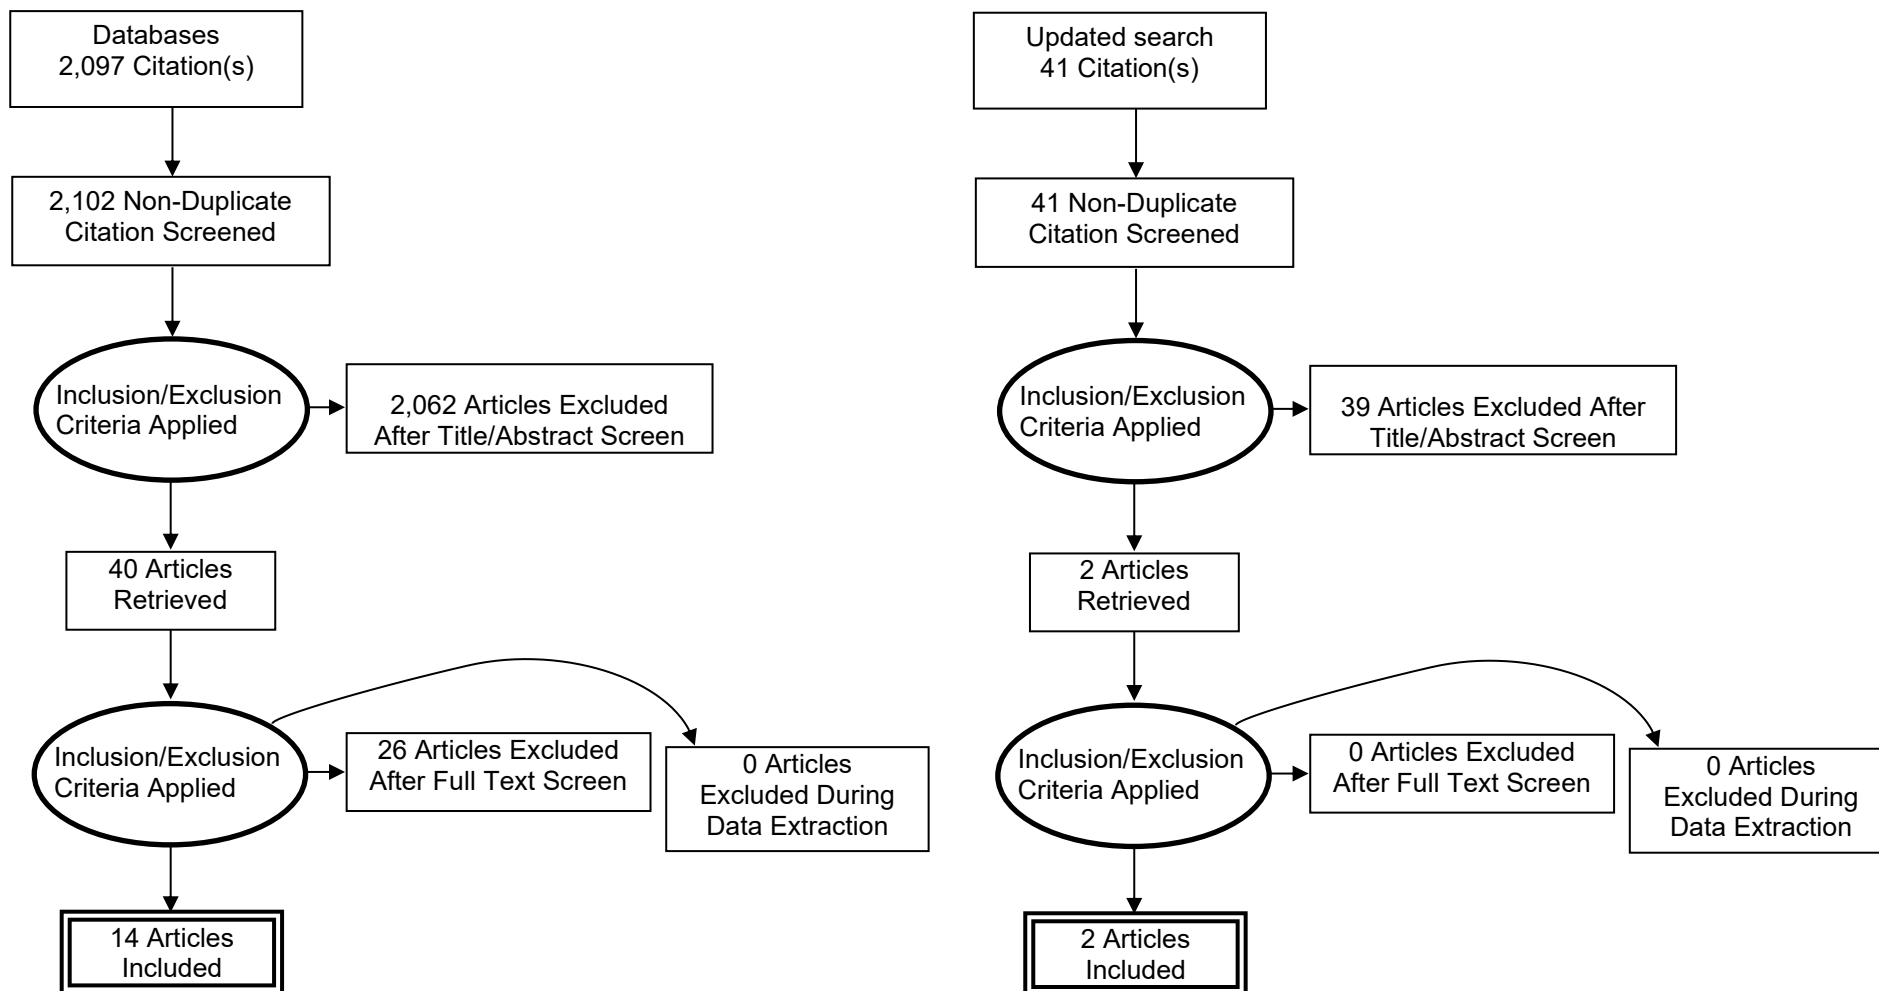 Databases
2,097 Citation(s)
2,102 Non-Duplicate
Citation Screened
Inclusion/Exclusion
Criteria Applied
2,062 Articles Excluded
After Title/Abstract Screen
40 Articles
Retrieved
Inclusion/Exclusion
Criteria Applied
26 Articles Excluded
After Full Text Screen
0 Articles
Excluded During
Data Extraction
14 Articles
Included
Updated search
41 Citation(s)
41 Non-Duplicate
Citation Screened
Inclusion/Exclusion
Criteria Applied
39 Articles Excluded After
Title/Abstract Screen
2 Articles
Retrieved
Inclusion/Exclusion
Criteria Applied
0 Articles Excluded
After Full Text Screen
0 Articles
Excluded During
Data Extraction
2 Articles
Included